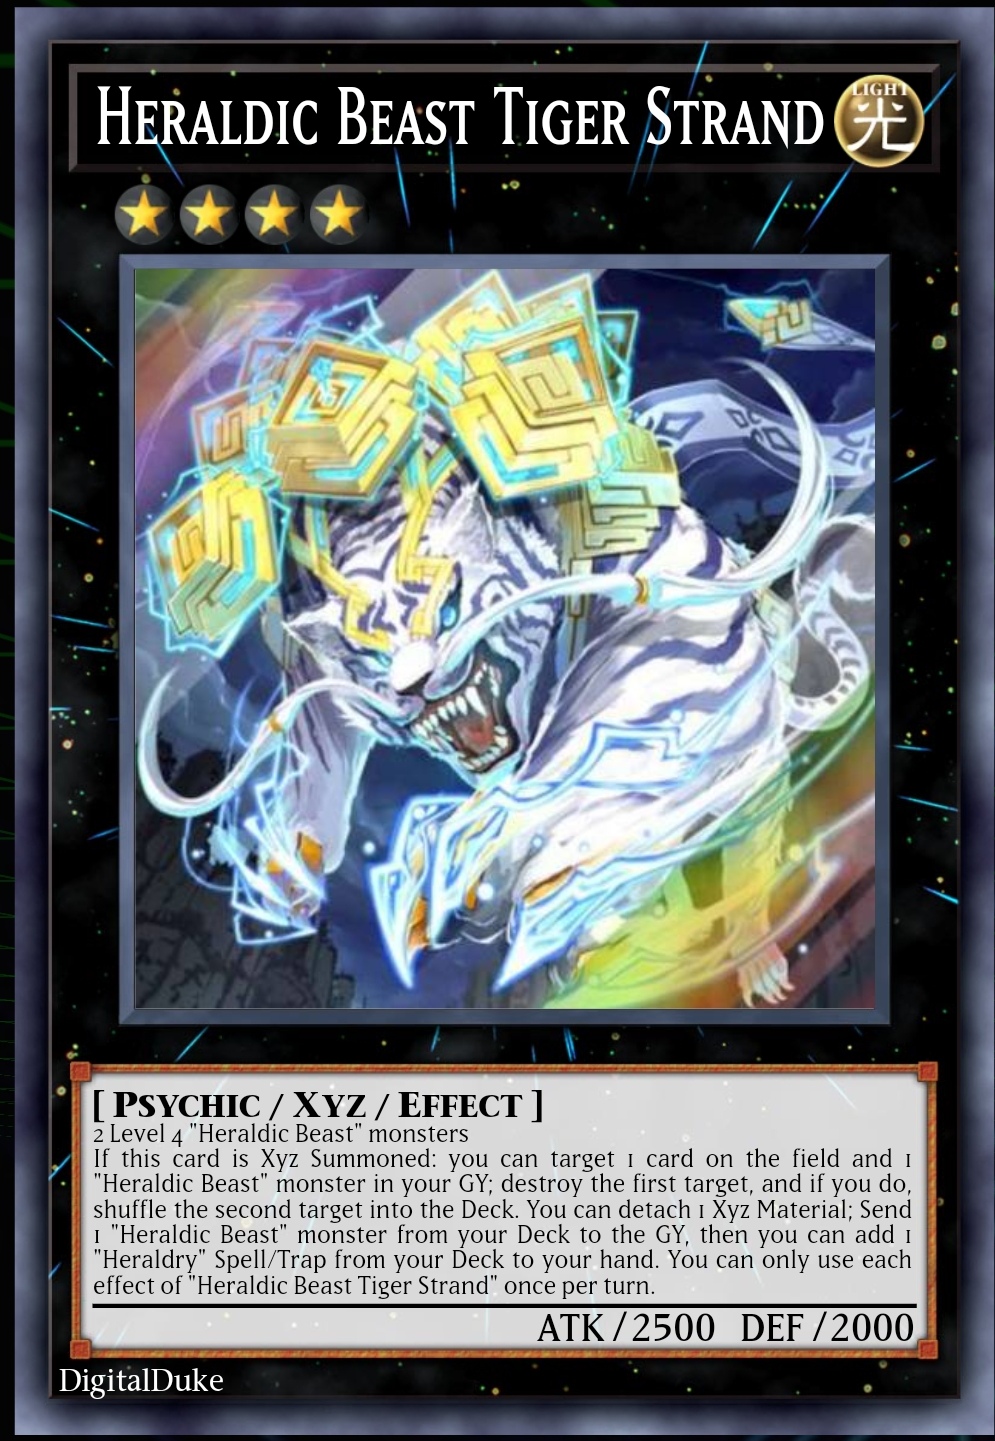 Heraldic Beast Tiger Strand
LIGHT
光
[ Psychic / Xyz / Effect ]
2 Level 4 "Heraldic Beast" monsters
If this card is Xyz Summoned: you can target 1 card on the field and 1
"Heraldic Beast" monster in your GY; destroy the first target, and if you do,
shuffle the second target into the Deck. You can detach 1 Xyz Material; Send
1 "Heraldic Beast" monster from your Deck to the GY, then you can add 1
"Heraldry" Spell/Trap from your Deck to your hand. You can only use each
effect of "Heraldic Beast Tiger Strand" once per turn.
ATK/2500 DEF/2000
DigitalDuke